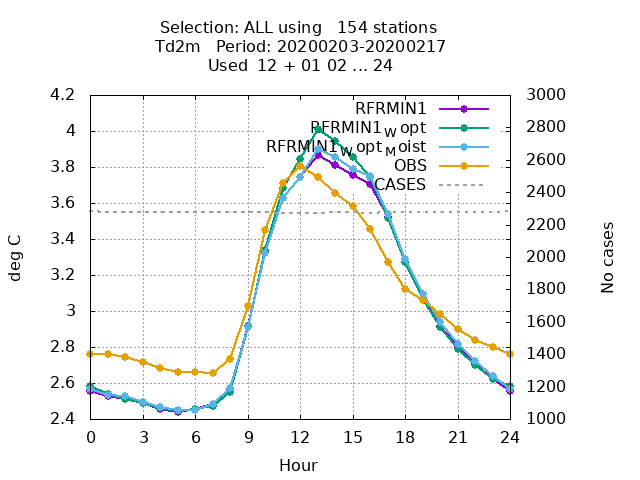 Selection: ALL using   154 stations
Td2m   Period: 20200203-20200217
Used  12 + 01 02 ... 24
4.2
4
3.8
3.6
3.4
3.2
3
2.8
2.6
2.4
deg C
RFRMIN1
RFRMIN1_W opt
RFRMIN1_W opt_M oist
OBS
CASES
3000
2800
2600
2400
2200
2000
1800
1600
1400
1200
1000
No cases
0 3 6 9 12 15 18 21 24
Hour